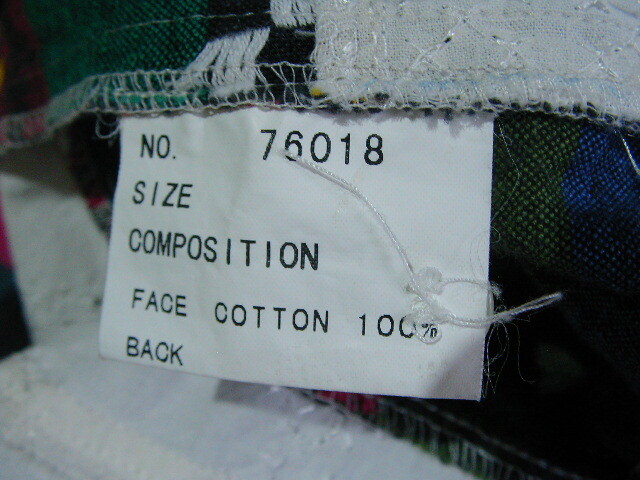 NO. 76018
SIZE
COMPOSITION
FACE COTTON 100%
BACK